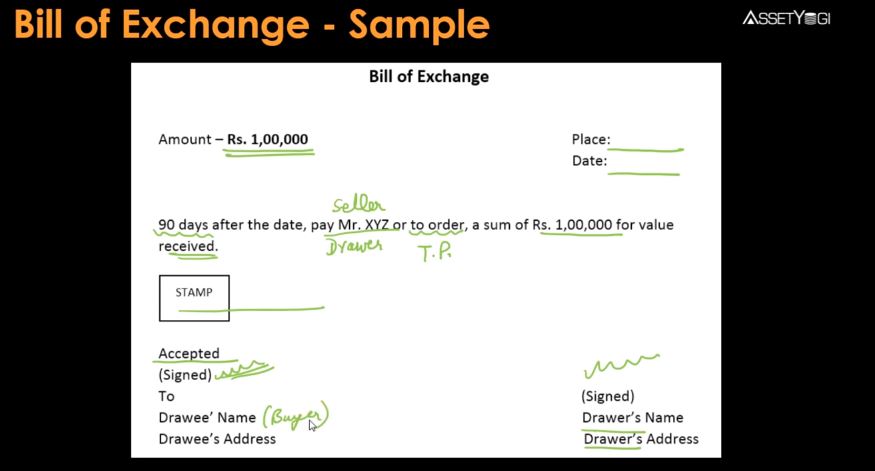 Bill of Exchange - Sample
ASSETYOGI
Bill of Exchange
Amount – Rs. 1,00,000
Place:
Date:
Seller
90 days after the date, pay Mr. XYZ or to order, a sum of Rs. 1,00,000 for value
Drawer T.P.
received.
STAMP
Accepted
(Signed)
To
(Signed)
Drawee' Name (Buyer)
Drawer's Name
Drawee's Address
Drawer's Address